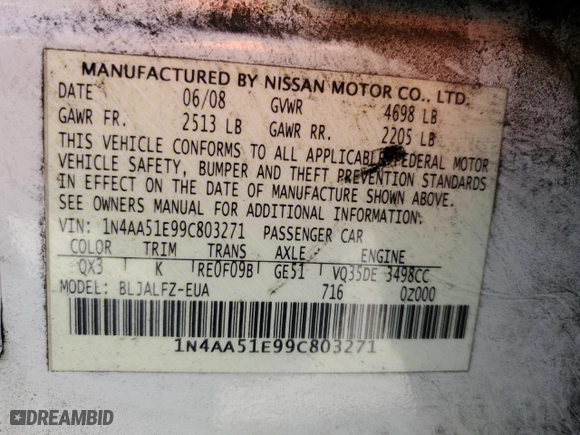 MANUFACTURED BY NISSAN MOTOR CO., LTD.
DATE 06/08 GVWR 4698 LB
GAWR FR. 2513 LB GAWR RR. 2205 LB
THIS VEHICLE CONFORMS TO ALL APPLICABLE FEDERAL MOTOR
VEHICLE SAFETY, BUMPER AND THEFT PREVENTION STANDARDS
IN EFFECT ON THE DATE OF MANUFACTURE SHOWN ABOVE.
SEE OWNERS MANUAL FOR ADDITIONAL INFORMATION.
VIN: 1N4AA51E99C803271 PASSENGER CAR
COLOR TRIM TRANS AXLE ENGINE
QX3 K RE0F09B GE51 VQ35DE 3498CC
MODEL: BLJALFZ-EUA 716 0Z000
1N4AA51E99C803271
DREAMBID